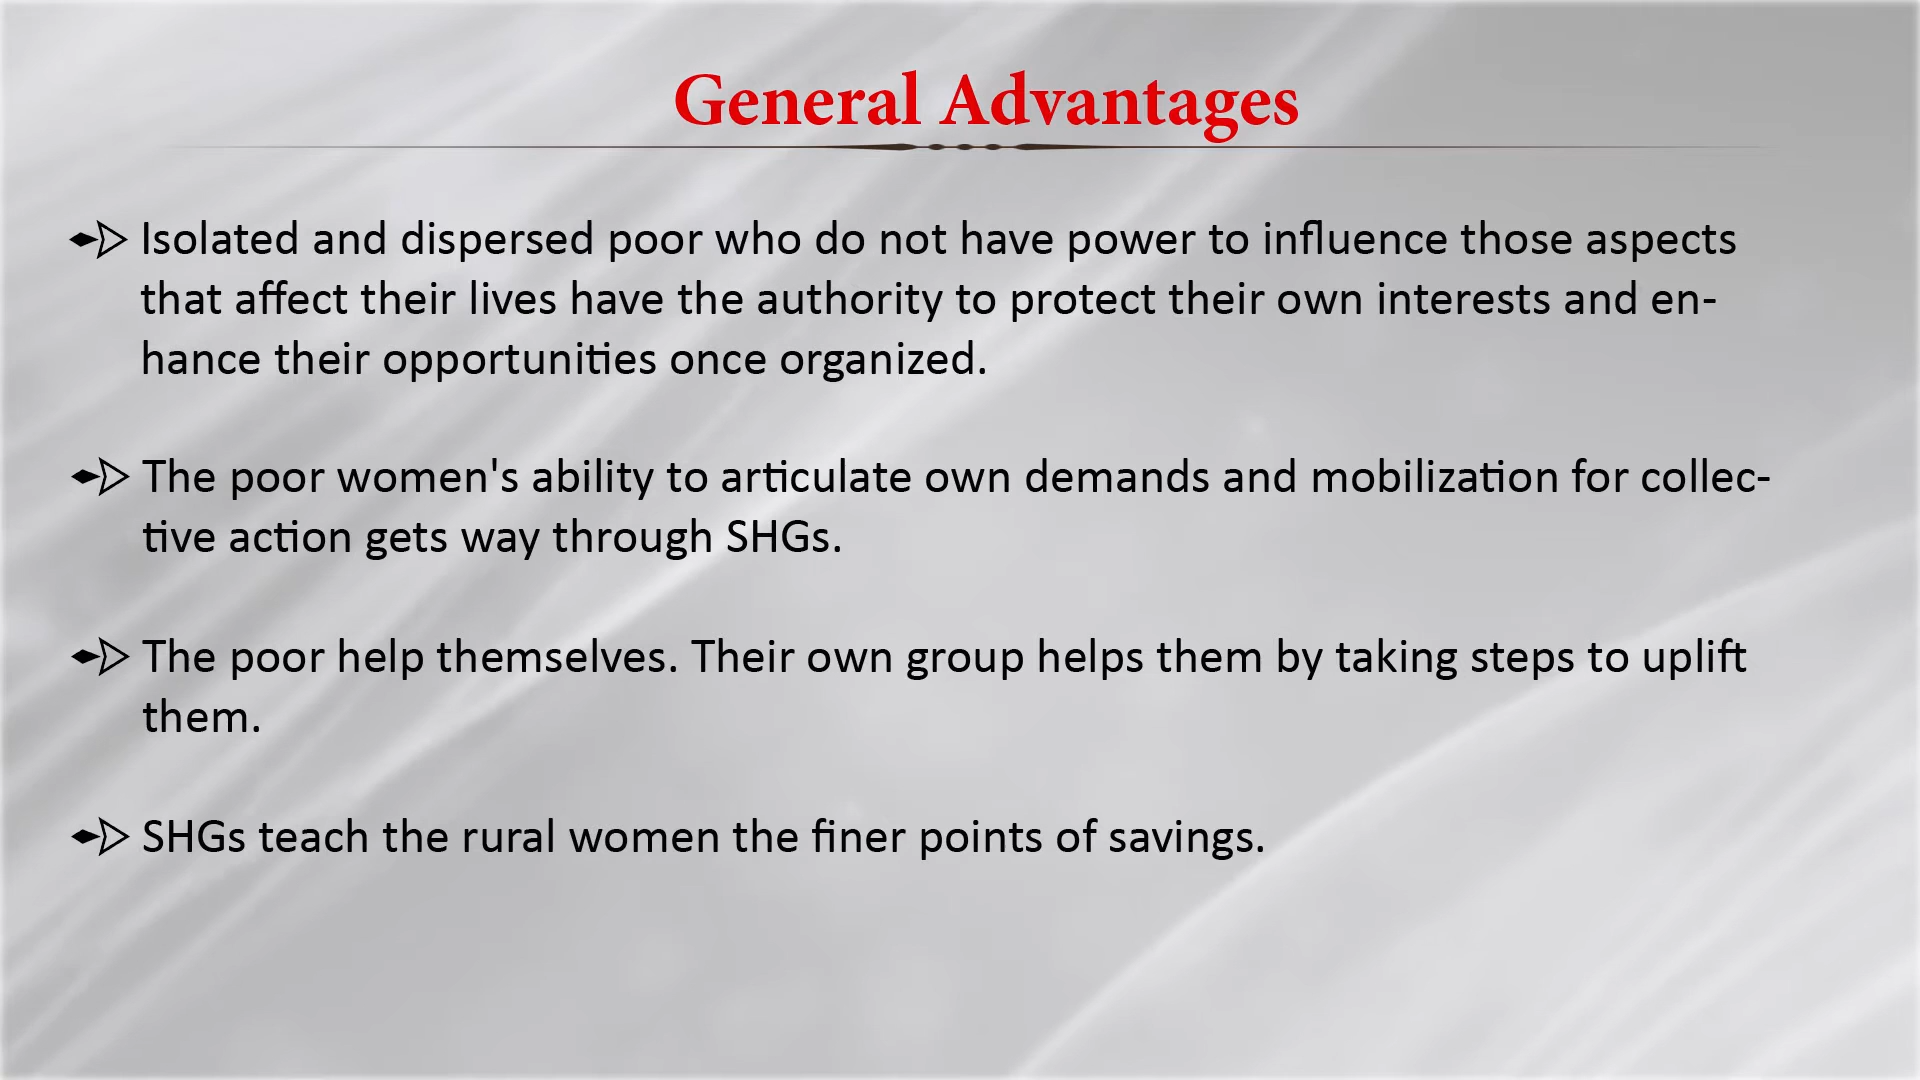 General Advantages
Isolated and dispersed poor who do not have power to influence those aspects
that affect their lives have the authority to protect their own interests and en-
hance their opportunities once organized.
The poor women's ability to articulate own demands and mobilization for collec-
tive action gets way through SHGs.
The poor help themselves. Their own group helps them by taking steps to uplift
them.
SHGs teach the rural women the finer points of savings.